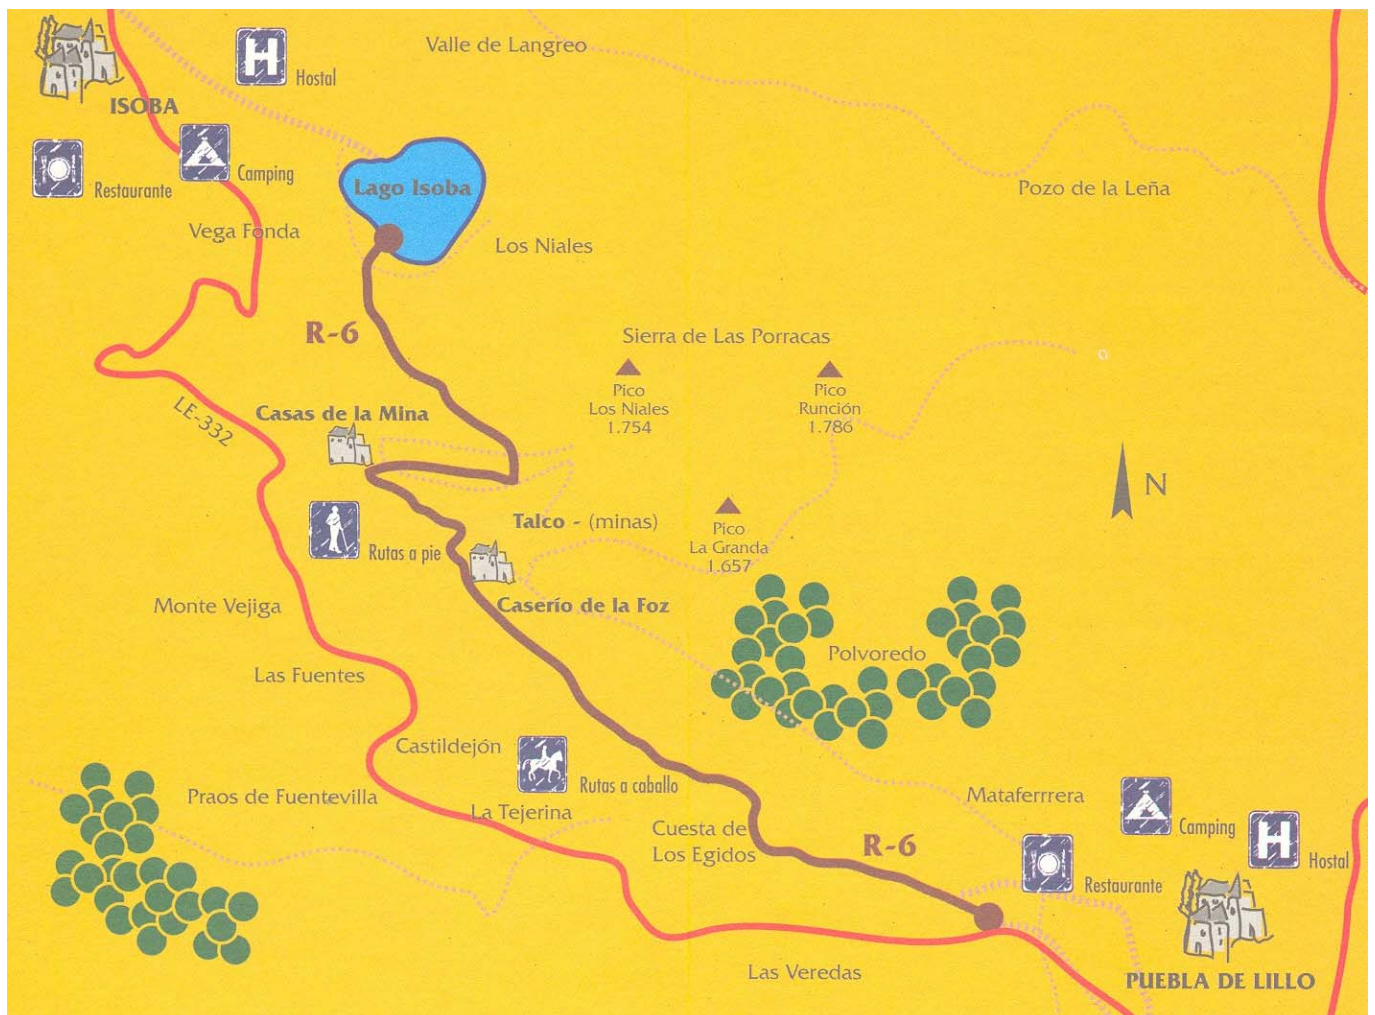 Valle de Langreo
H
Hostal
ISOBA
Camping
Restaurante
Lago Isoba
Pozo de la Leña
Vega Fonda
Los Niales
R-6
Sierra de Las Porracas
Pico
Los Niales
1.754
Pico
Runción
1.786
LE-332
Casas de la Mina
N
Talco - (minas)
Pico
La Granda
1.657
Rutas a pie
Monte Vejiga
Caserío de la Foz
Polvoredo
Las Fuentes
Castildejón
Rutas a caballo
Praos de Fuentevilla
La Tejerina
Mataferrrera
Cuesta de
Los Egidos
R-6
Camping
H
Hostal
Restaurante
Las Veredas
PUEBLA DE LILLO